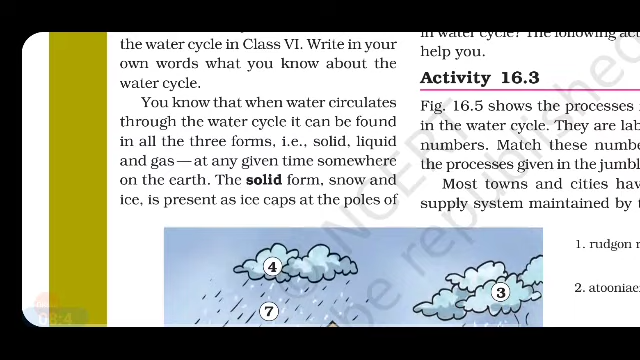 the water cycle in Class VI. Write in your
own words what you know about the
water cycle.
You know that when water circulates
through the water cycle it can be found
in all the three forms, i.e., solid, liquid
and gas— at any given time somewhere
on the earth. The solid form, snow and
ice, is present as ice caps at the poles of
in water cycle? The following
help you.
Activity 16.3
Fig. 16.5 shows the processes
in the water cycle. They are
numbers. Match these
the processes given in the
Most towns and cities
supply system maintained by
4
7
3
1. rudgon
2.